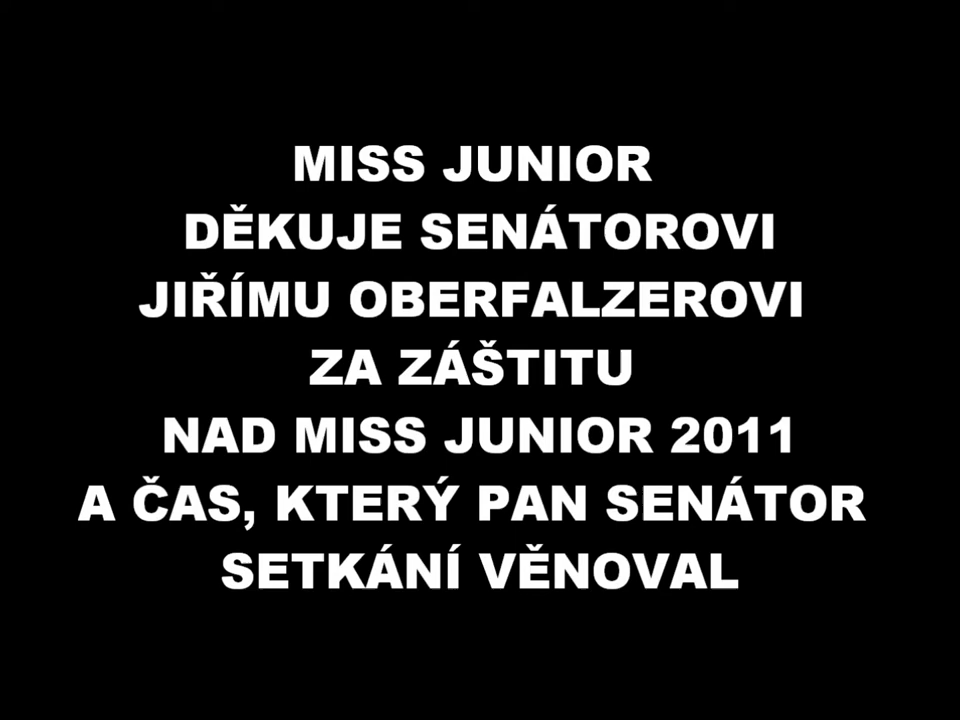 MISS JUNIOR
DĚKUJE SENÁTOROVI
JIŘÍMU OBERFALZEROVI
ZA ZÁŠTITU
NAD MISS JUNIOR 2011
A ČAS, KTERÝ PAN SENÁTOR
SETKÁNÍ VĚNOVAL